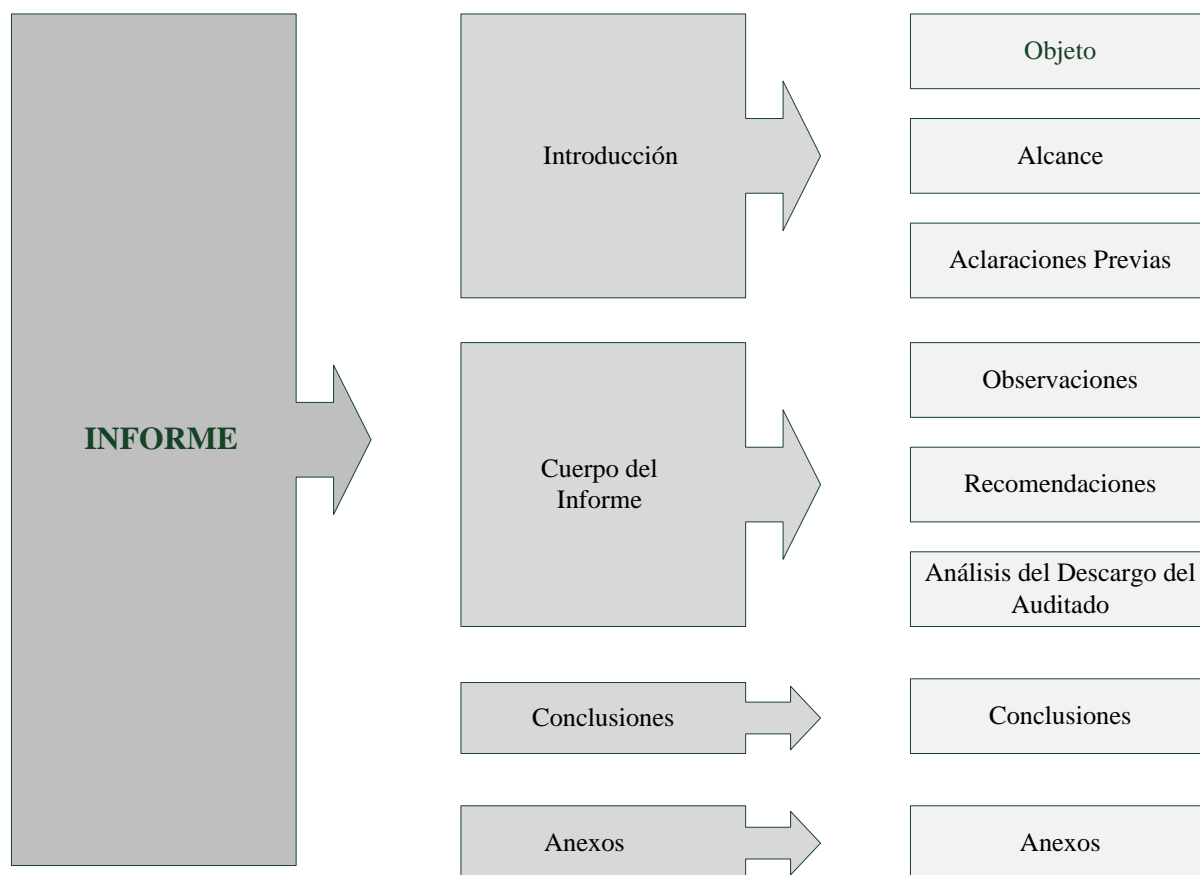 INFORME
Introducción
Objeto
Alcance
Aclaraciones Previas
Cuerpo del
Informe
Observaciones
Recomendaciones
Análisis del Descargo del
Auditado
Conclusiones
Conclusiones
Anexos
Anexos